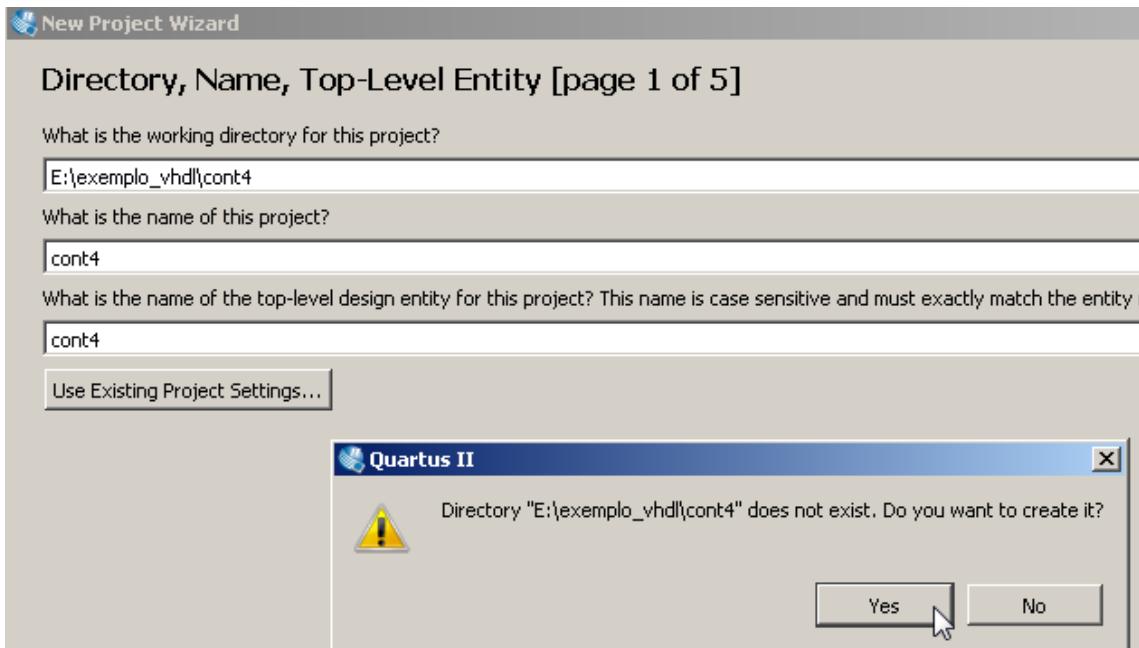 New Project Wizard
Directory, Name, Top-Level Entity [page 1 of 5]
What is the working directory for this project?
E:\exemplo_vhdl\cont4
What is the name of this project?
cont4
What is the name of the top-level design entity for this project? This name is case sensitive and must exactly match the entity
cont4
Use Existing Project Settings...
Quartus II
Directory "E:\exemplo_vhdl\cont4" does not exist. Do you want to create it?
Yes
No